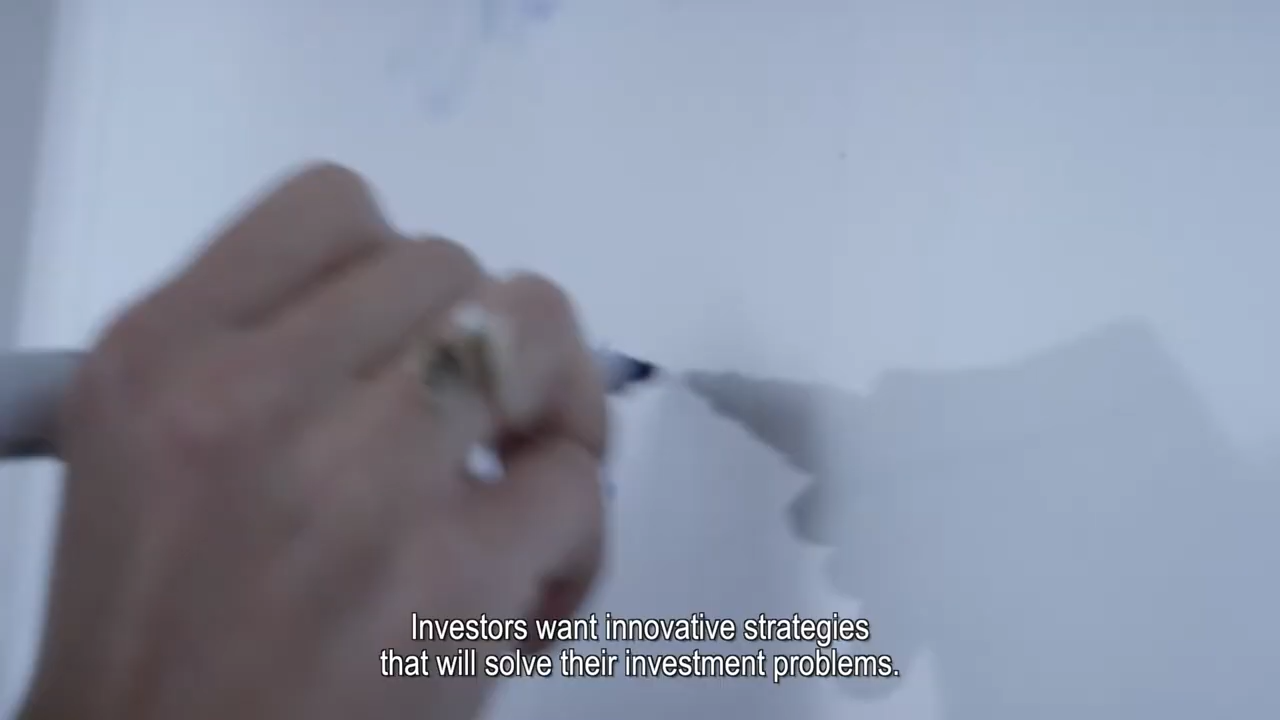 Investors want innovative strategies
that will solve their investment problems.